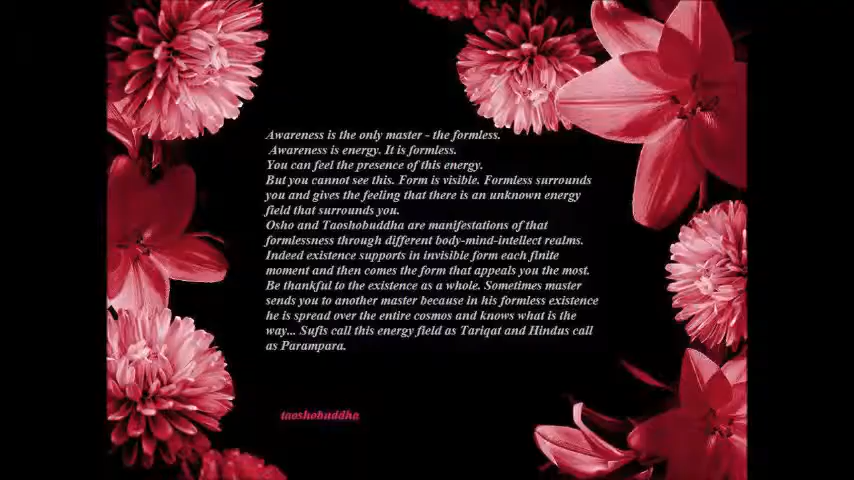 Awareness is the only master - the formless.
Awareness is energy. It is formless.
You can feel the presence of this energy.
But you cannot see this. Form is visible. Formless surrounds
you and gives the feeling that there is an unknown energy
field that surrounds you.
Osho and Taoshobuddha are manifestations of that
formlessness through different body-mind-intellect realms.
Indeed existence supports in invisible form each finite
moment and then comes the form that appeals you the most.
Be thankful to the existence as a whole. Sometimes master
sends you to another master because in his formless existence
he is spread over the entire cosmos and knows what is the
way... Sufis call this energy field as Tariqat and Hindus call
as Parampara.
taoshobuddha